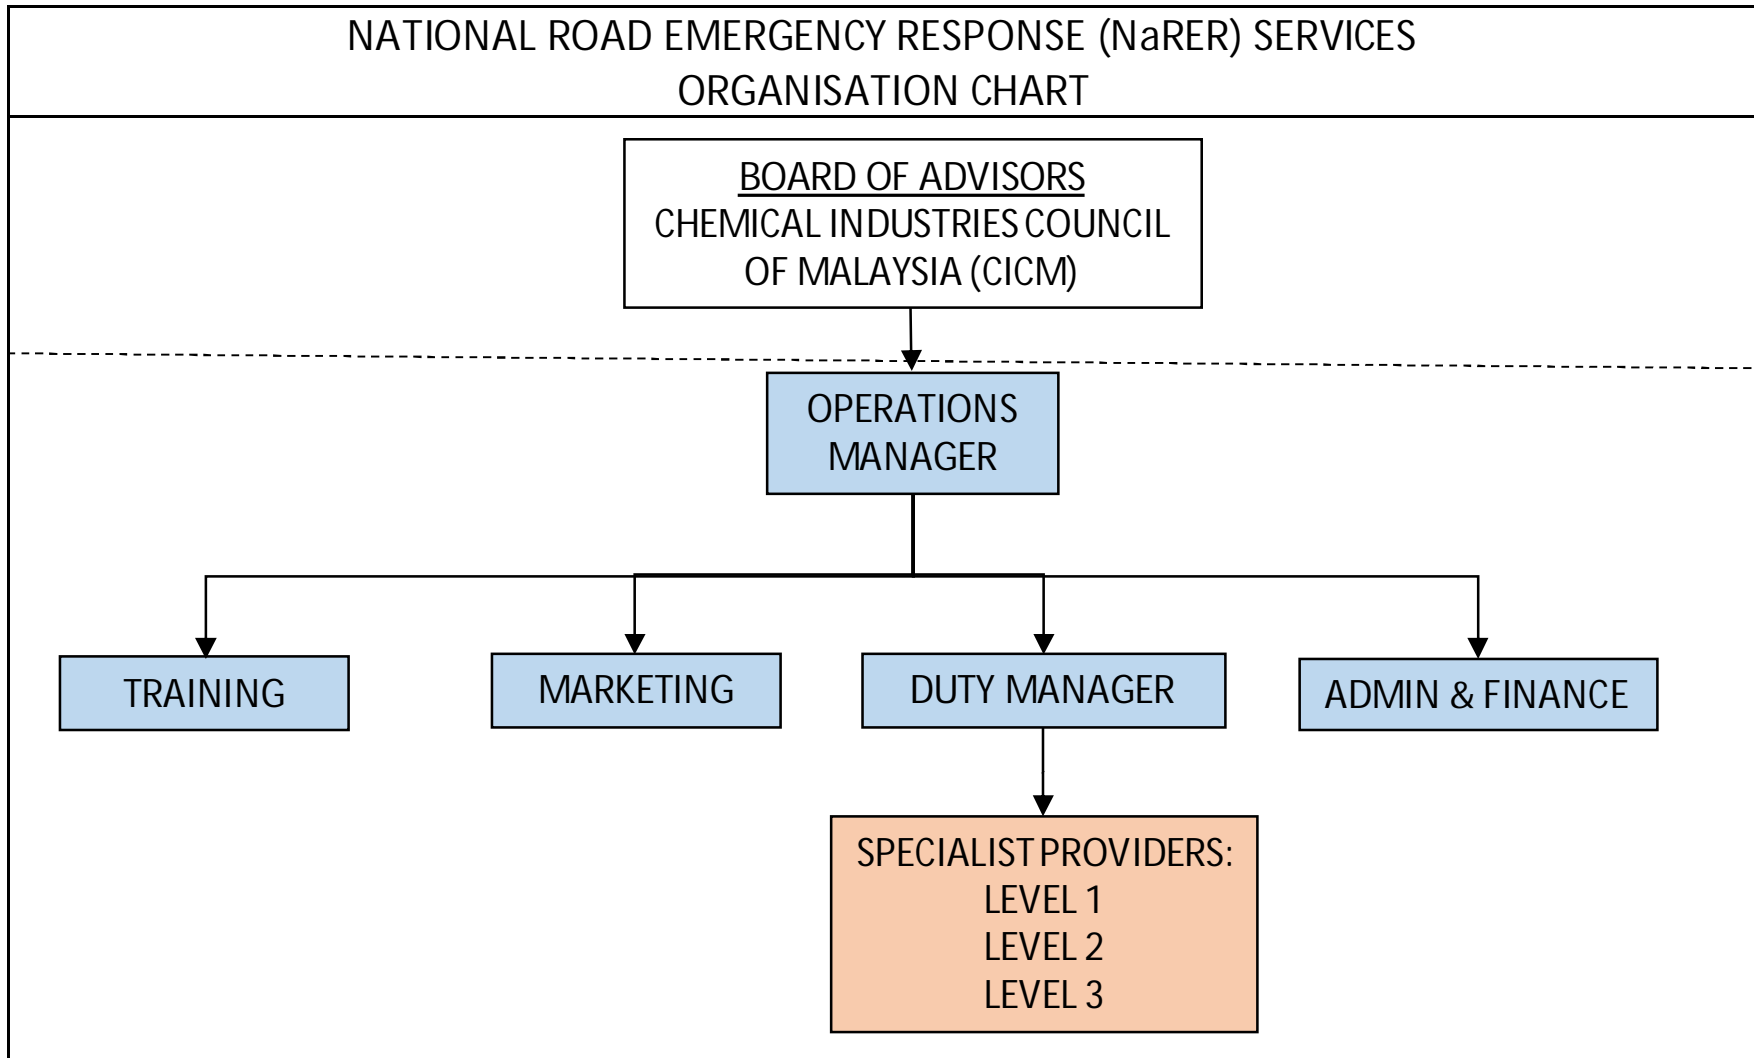 NATIONAL ROAD EMERGENCY RESPONSE (NaRER) SERVICES
ORGANISATION CHART
BOARD OF ADVISORS
CHEMICAL INDUSTRIES COUNCIL
OF MALAYSIA (CICM)
OPERATIONS
MANAGER
TRAINING
MARKETING
DUTY MANAGER
ADMIN & FINANCE
SPECIALIST PROVIDERS:
LEVEL 1
LEVEL 2
LEVEL 3